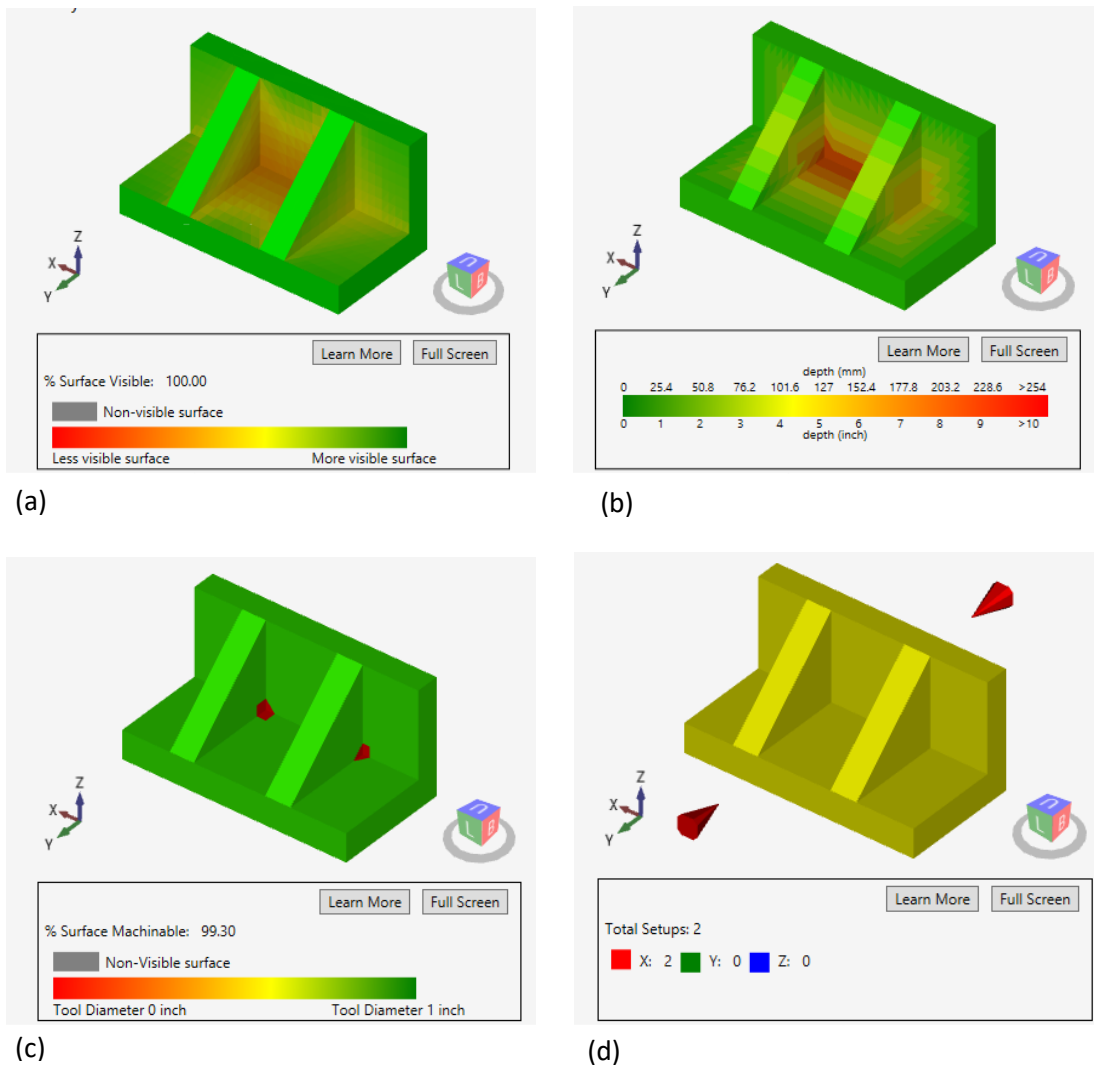 Z
X
Y
L
B
Learn More Full Screen
% Surface Visible: 100.00
Non-visible surface
Less visible surface More visible surface
(a)
Z
X
Y
L
B
Learn More Full Screen
depth (mm)
0 25.4 50.8 76.2 101.6 127 152.4 177.8 203.2 228.6 >254
0 1 2 3 4 5 6 7 8 9 >10
depth (inch)
(b)
Z
X
Y
L
B
Learn More Full Screen
% Surface Machinable: 99.30
Non-Visible surface
Tool Diameter 0 inch Tool Diameter 1 inch
(c)
Z
X
Y
L
B
Learn More Full Screen
Total Setups: 2
X: 2 Y: 0 Z: 0
(d)